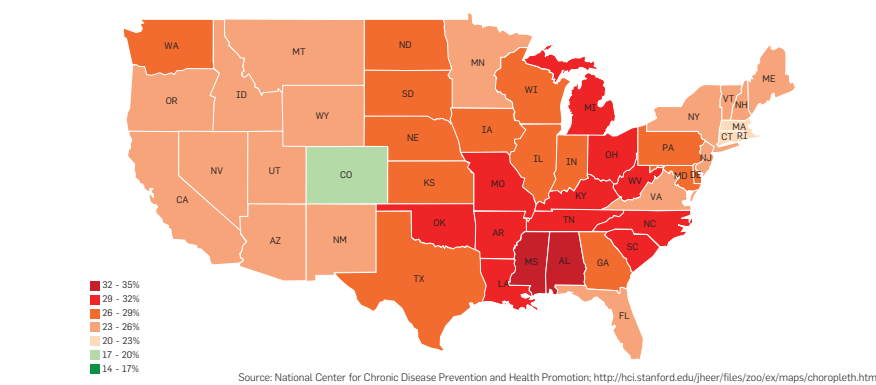 WA
MT
ND
MN
OR
ID
WY
SD
WI
MI
ME
VT
NH
NY
MA
CT RI
NE
IA
NV
UT
CO
CA
KS
MO
IL
IN
OH
PA
NJ
MD DE
WV
VA
KY
AZ
NM
OK
AR
TN
NC
SC
TX
LA
MS
AL
GA
FL
32 - 35%
29 - 32%
26 - 29%
23 - 26%
20 - 23%
17 - 20%
14 - 17%
Source: National Center for Chronic Disease Prevention and Health Promotion; http://hci.stanford.edu/jheer/files/zoo/ex/maps/choropleth.htm